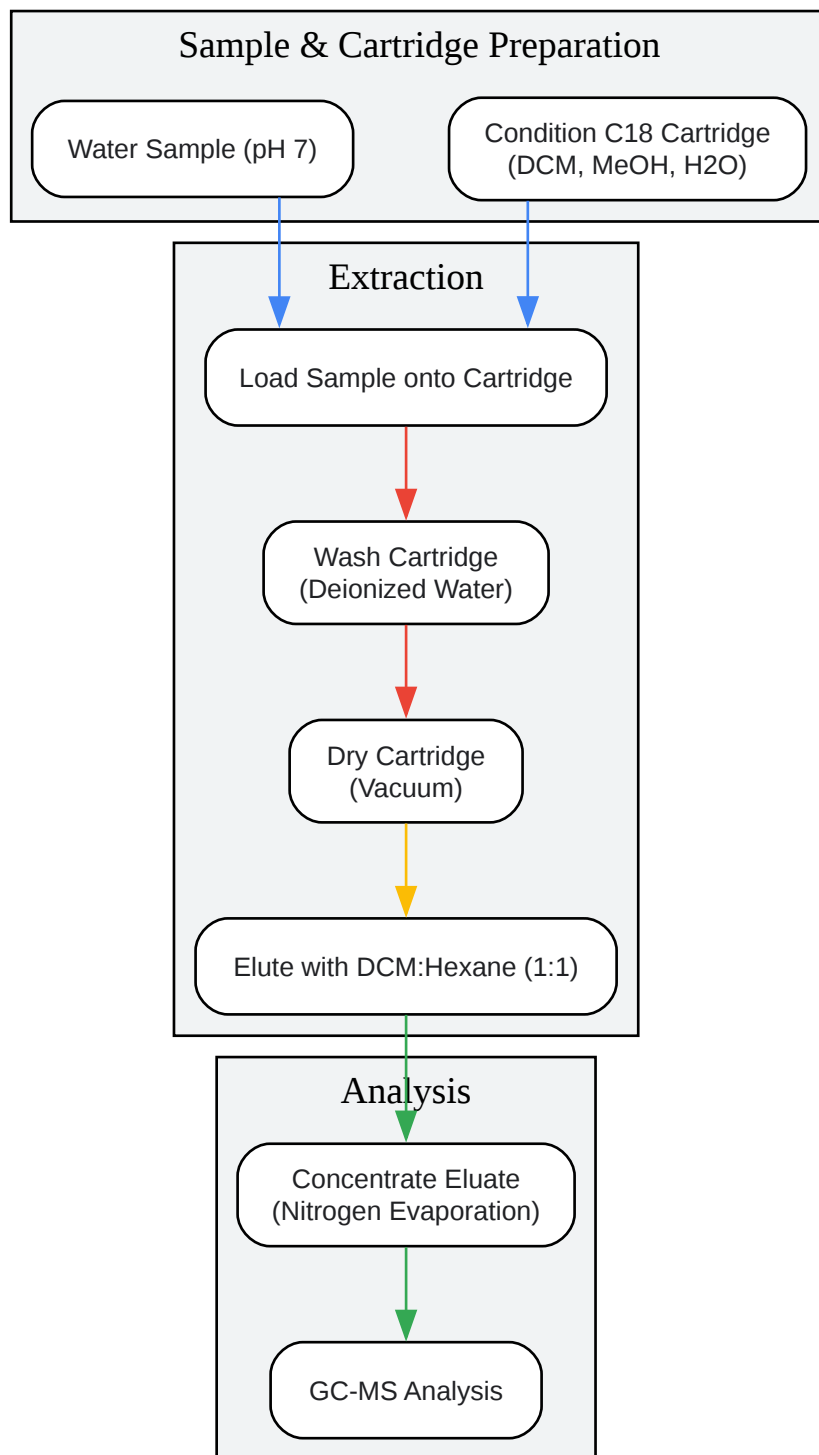 Sample & Cartridge Preparation
Water Sample (pH 7)
Condition C18 Cartridge
(DCM, MeOH, H2O)
Extraction
Load Sample onto Cartridge
Wash Cartridge
(Deionized Water)
Dry Cartridge
(Vacuum)
Elute with DCM:Hexane (1:1)
Analysis
Concentrate Eluate
(Nitrogen Evaporation)
GC-MS Analysis